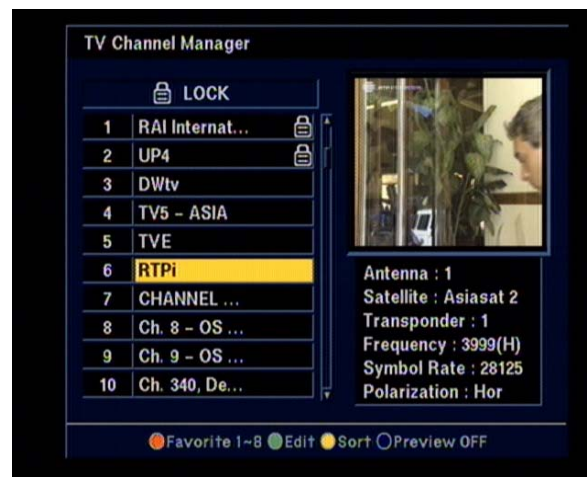 TV Channel Manager
LOCK
1 RAI Internat...
2 UP4
3 DWtv
4 TV5 – ASIA
5 TVE
6 RTPi
7 CHANNEL ...
8 Ch. 8 – OS ...
9 Ch. 9 – OS ...
10 Ch. 340, De...
Antenna : 1
Satellite : Asiasat 2
Transponder : 1
Frequency : 3999(H)
Symbol Rate : 28125
Polarization : Hor
Favorite 1~8 Edit Sort Preview OFF